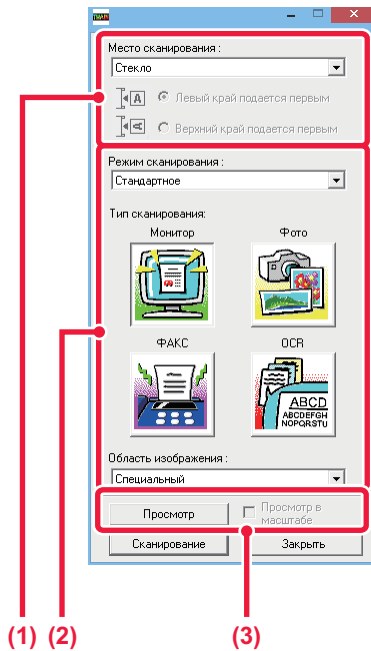 TWAIN
Место сканирования :
Стекло
A Левый край подается первым
A Верхний край подается первым
Режим сканирования :
Стандартное
Тип сканирования:
Монитор Фото
ФАКС OCR
ABCD
ABCDEFGH
NOPQRSTU
Область изображения :
Специальный
Просмотр Просмотр в
масштабе
Сканирование Закрыть
(1) (2) (3)